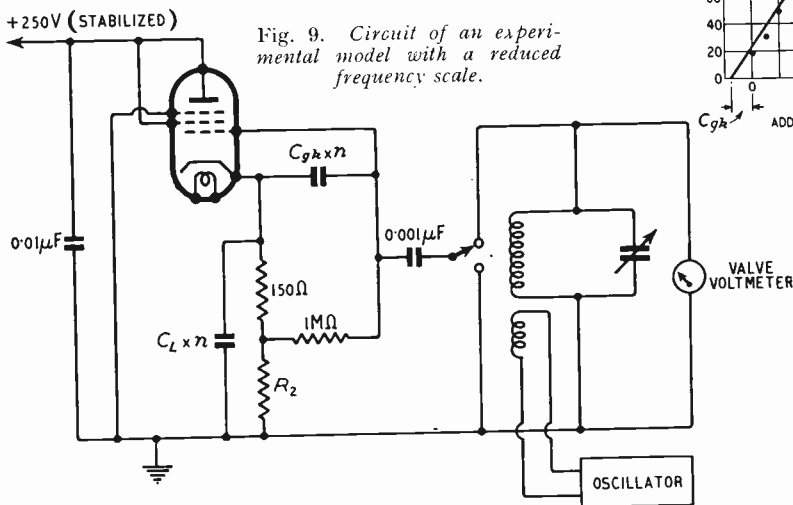 +250V (STABILIZED)
Fig. 9. Circuit of an experi-
mental model with a reduced
frequency scale.
60
40
20
0
0
Cgk
ADD
Cgk × n
0·01µF
0·001µF
150Ω
1MΩ
CL × n
R2
VALVE
VOLTMETER
OSCILLATOR